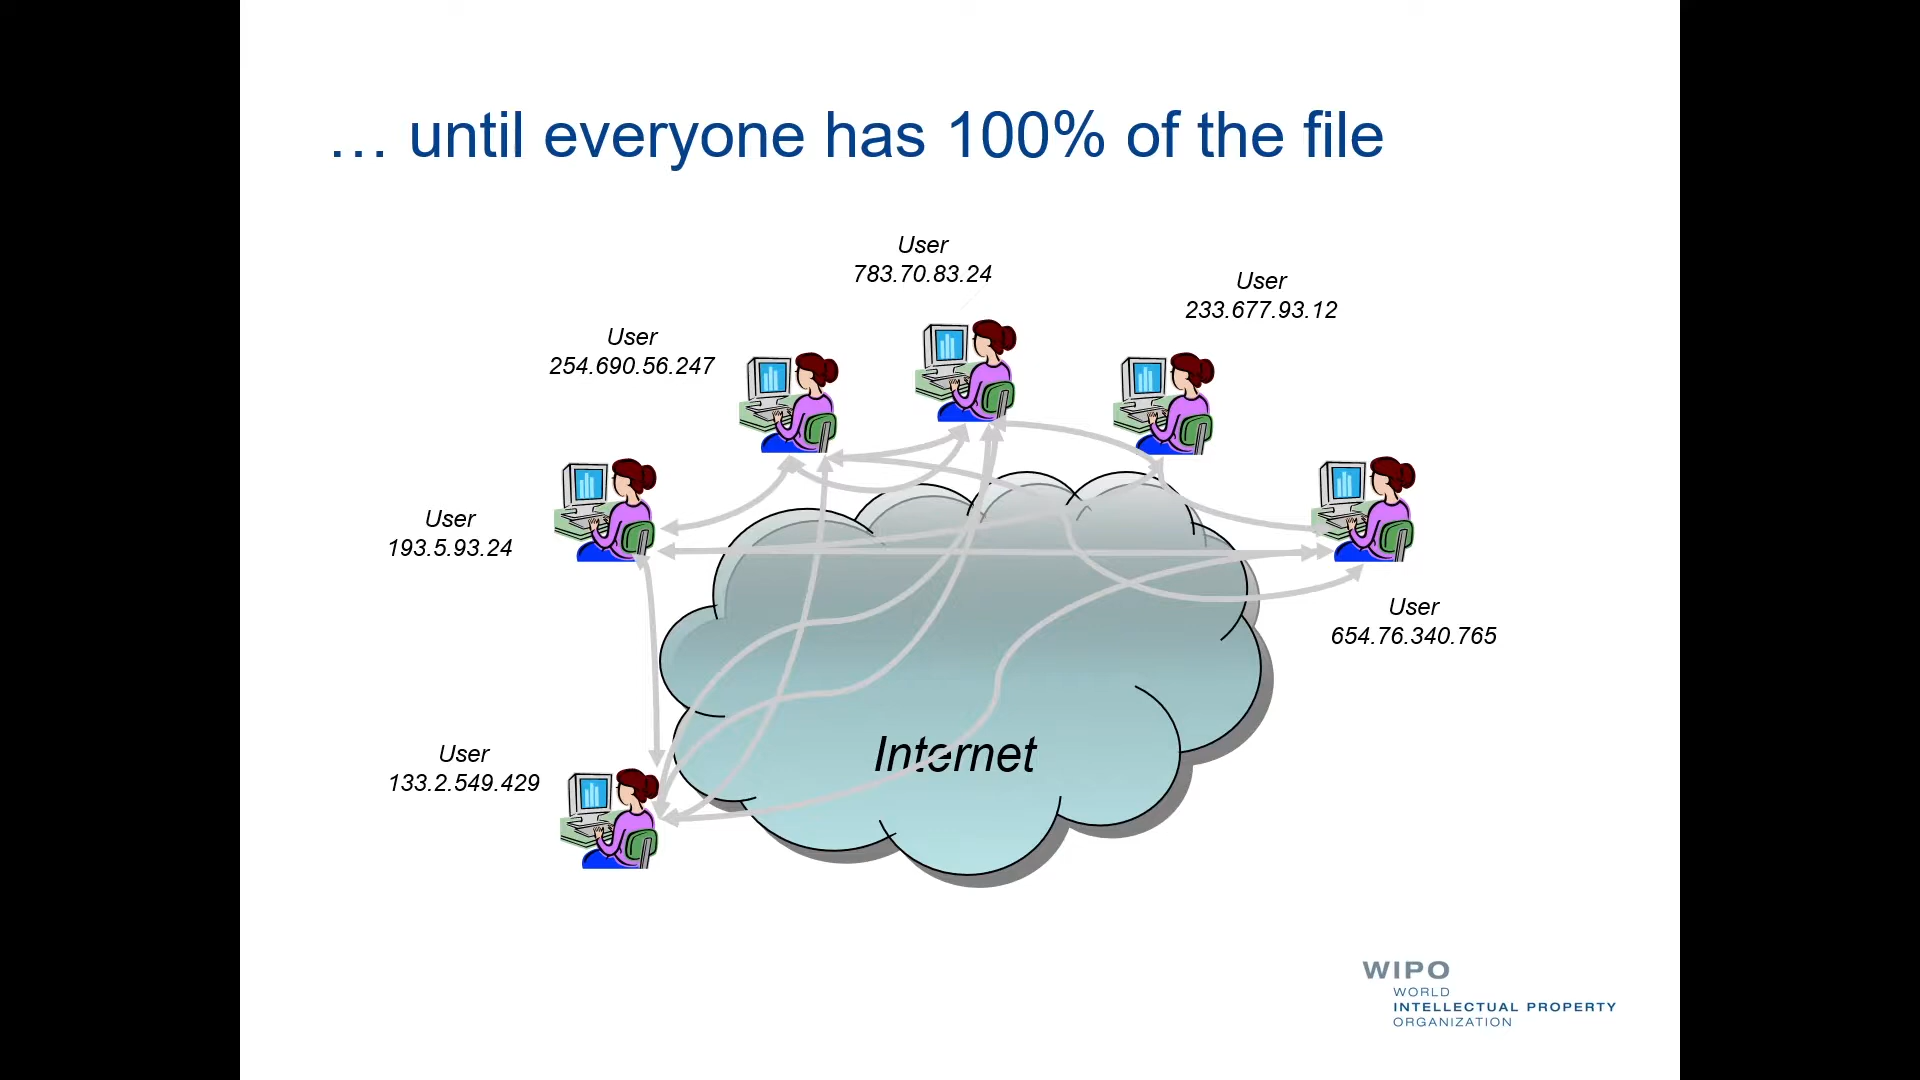 … until everyone has 100% of the file
User
783.70.83.24
User
233.677.93.12
User
254.690.56.247
User
193.5.93.24
User
654.76.340.765
User
133.2.549.429
Internet
WIPO
WORLD
INTELLECTUAL PROPERTY
ORGANIZATION